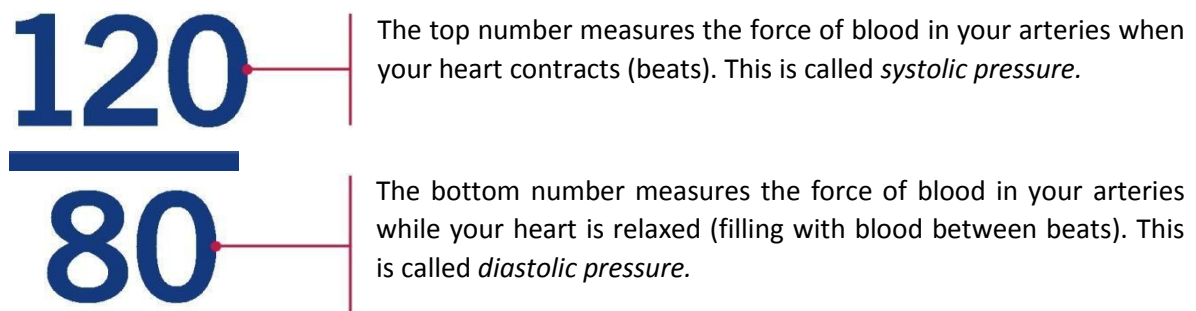 120
The top number measures the force of blood in your arteries when
your heart contracts (beats). This is called systolic pressure.
80
The bottom number measures the force of blood in your arteries
while your heart is relaxed (filling with blood between beats). This
is called diastolic pressure.